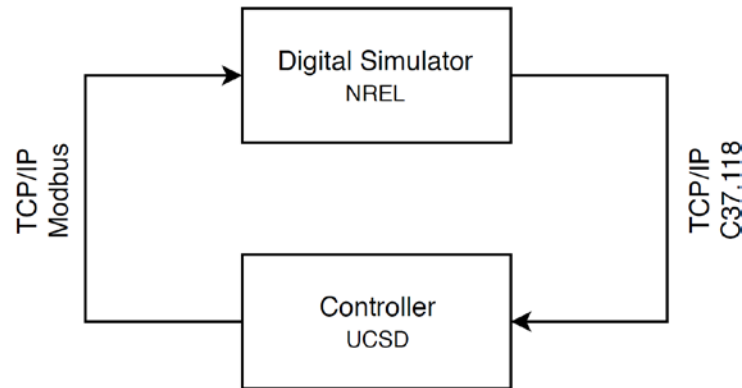 Digital Simulator
NREL
TCP/IP
Modbus
TCP/IP
C37.118
Controller
UCSD